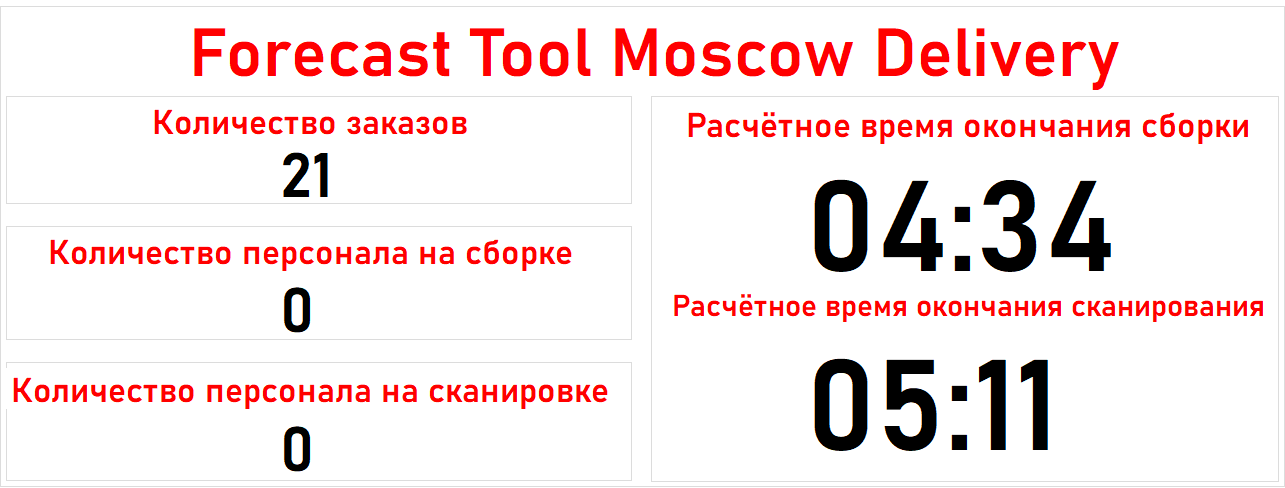 Forecast Tool Moscow Delivery
Количество заказов
21
Количество персонала на сборке
0
Количество персонала на сканировке
0
Расчётное время окончания сборки
04:34
Расчётное время окончания сканирования
05:11